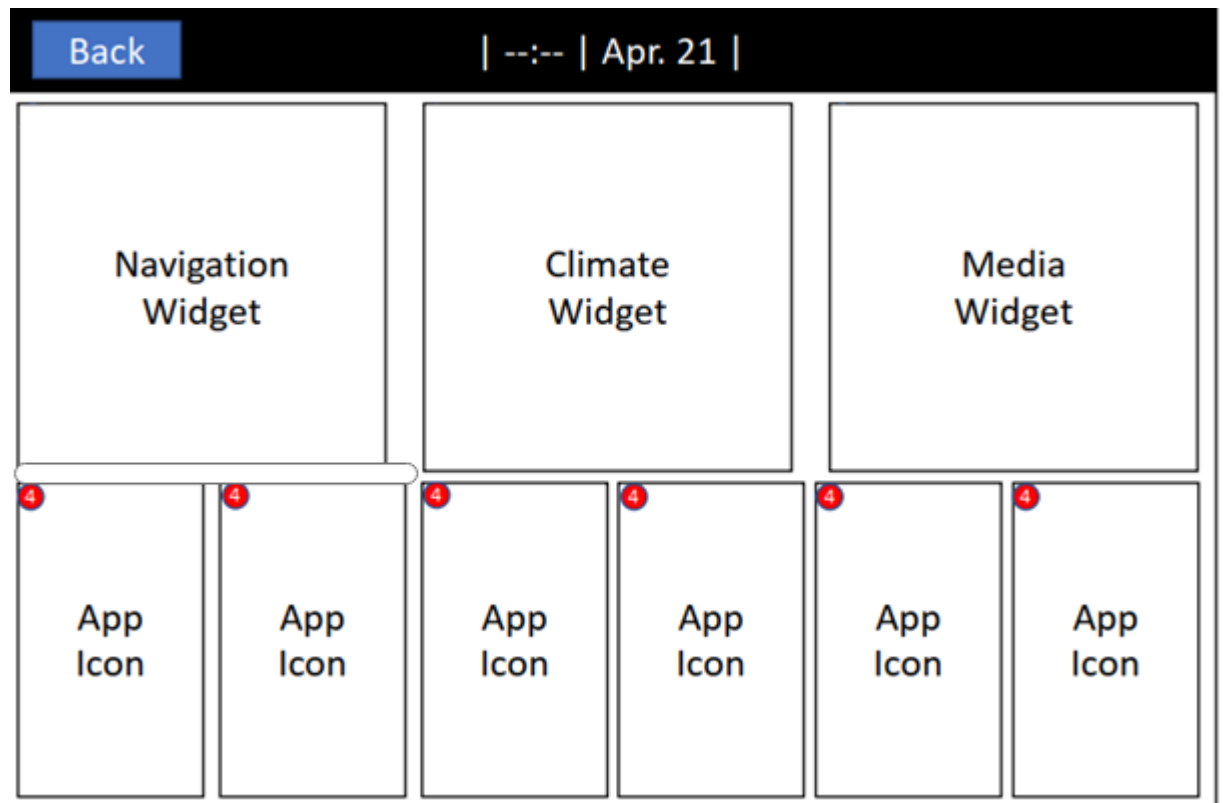 Back
| --:-- | Apr. 21 |
Navigation
Widget
Climate
Widget
Media
Widget
4
4
4
4
4
4
App
Icon
App
Icon
App
Icon
App
Icon
App
Icon
App
Icon